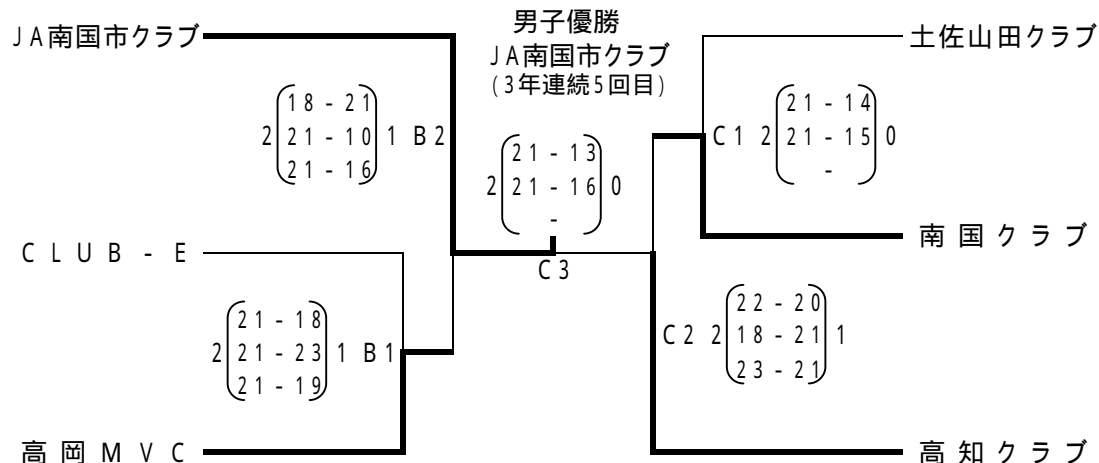 男子優勝
JA南国市クラブ
(3年連続5回目)
JA南国市クラブ
土佐山田クラブ
18 - 21
2 21 - 10 1 B2
21 - 16
21 - 14
C1 2 21 - 15 0
-
21 - 13
2 21 - 16 0
-
C3
CLUB - E
南国クラブ
21 - 18
2 21 - 23 1 B1
21 - 19
22 - 20
C2 2 18 - 21 1
23 - 21
高岡MVC
高知クラブ